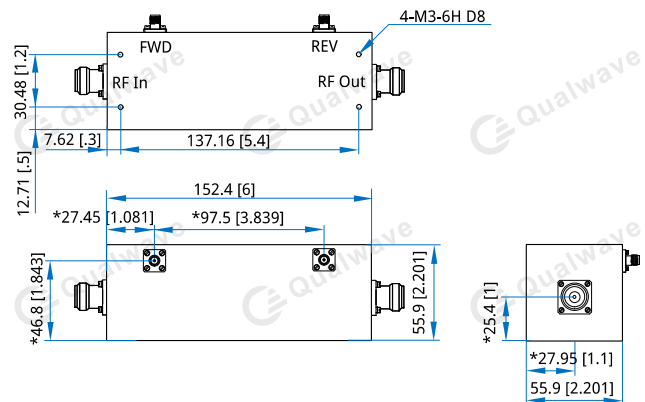 4-M3-6H D8
FWD
REV
RF In
RF Out
30.48 [1.2]
7.62 [.3]
137.16 [5.4]
12.71 [.5]
152.4 [6]
*27.45 [1.081]
*97.5 [3.839]
*46.8 [1.843]
55.9 [2.201]
*25.4 [1]
*27.95 [1.1]
55.9 [2.201]
Qualwave
Qualwave
Qualwave
Qualwave
Qualwave
Qualwave